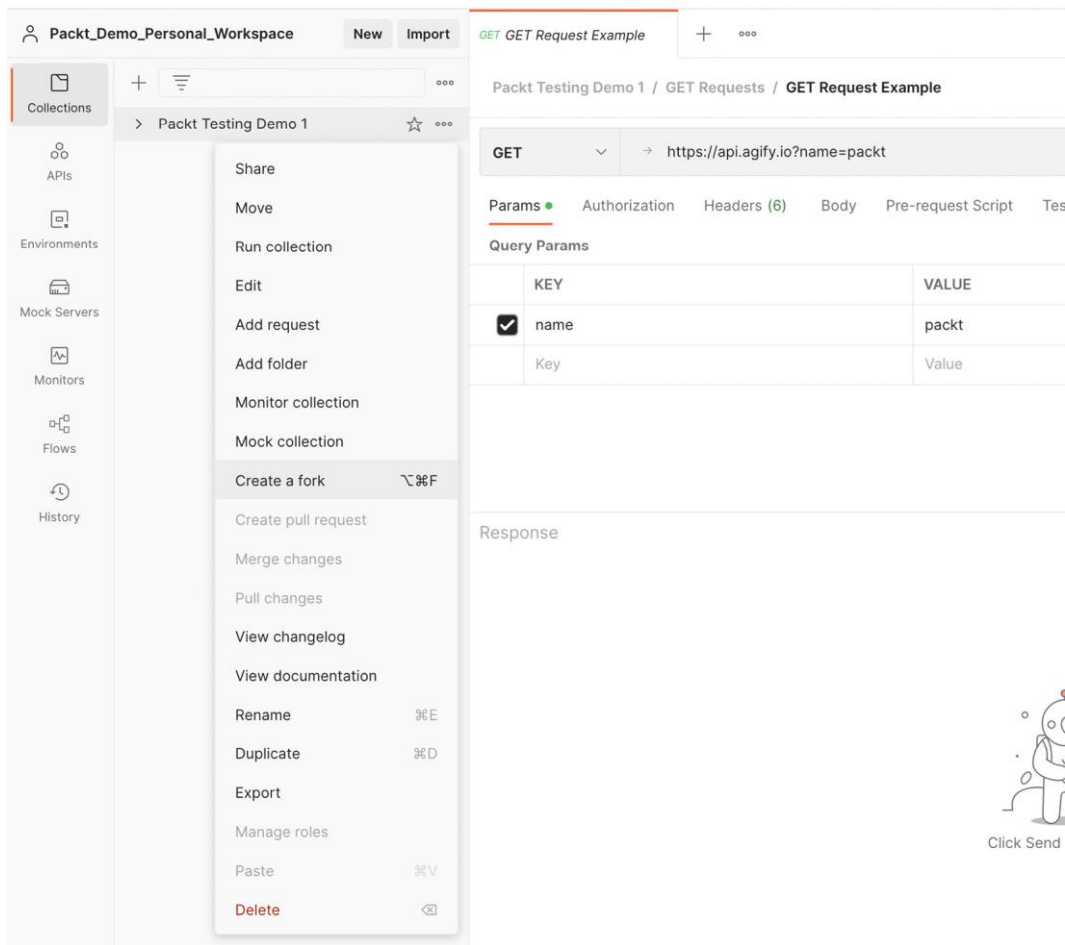 Packt_Demo_Personal_Workspace
New
Import
GET GET Request Example
Collections
Packt Testing Demo 1
APIs
Environments
Mock Servers
Monitors
Flows
History
Share
Move
Run collection
Edit
Add request
Add folder
Monitor collection
Mock collection
Create a fork ⌥⌘F
Create pull request
Merge changes
Pull changes
View changelog
View documentation
Rename ⌘E
Duplicate ⌘D
Export
Manage roles
Paste ⌘V
Delete
Packt Testing Demo 1 / GET Requests / GET Request Example
GET → https://api.agify.io?name=packt
Params Authorization Headers (6) Body Pre-request Script Tes
Query Params
KEY VALUE
name packt
Key Value
Response
Click Send